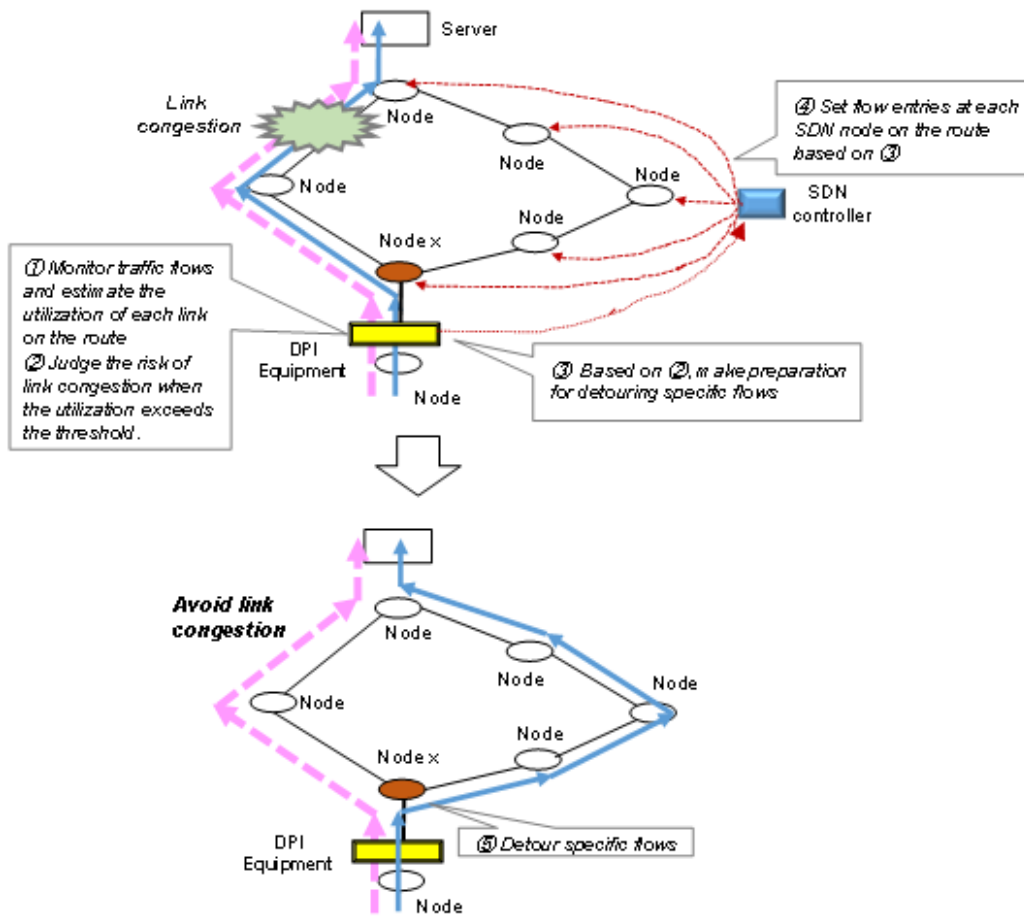 Server
Link
congestion
Node
Node
④ Set flow entries at each
SDN node on the route
based on ③
Node
Node
SDN
controller
Node
Node x
① Monitor traffic flows
and estimate the
utilization of each link
on the route
② Judge the risk of
link congestion when
the utilization exceeds
the threshold.
DPI
Equipment
Node
③ Based on ②, make preparation
for detouring specific flows
Avoid link
congestion
Node
Node
Node
Node
Node
Node x
⑤ Detour specific flows
DPI
Equipment
Node